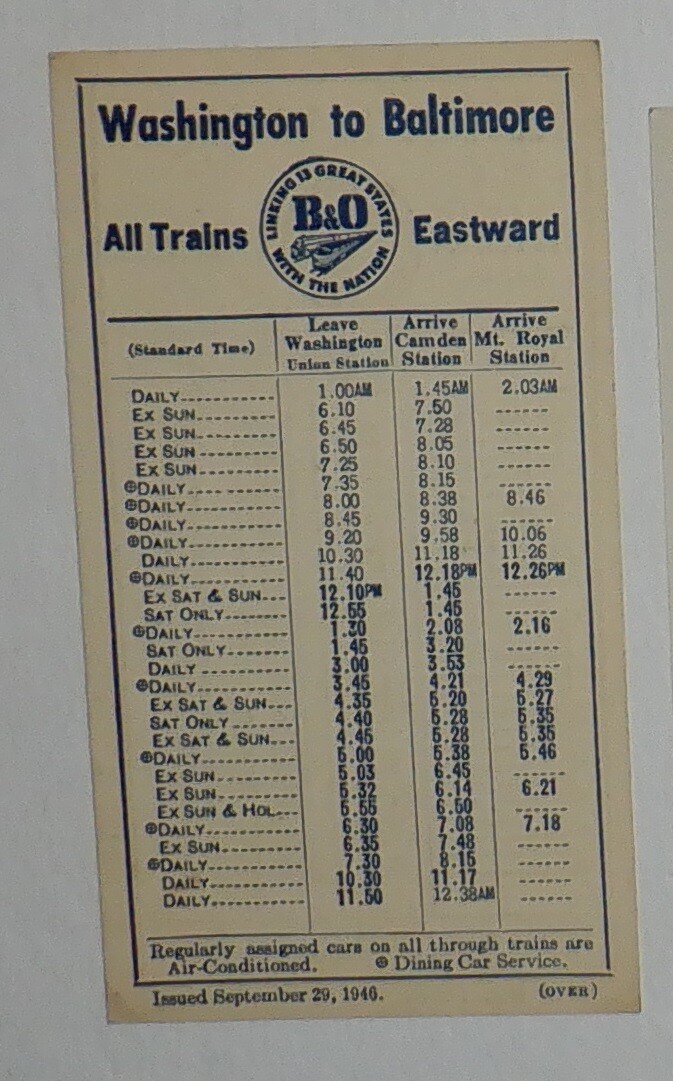 Washington to Baltimore
LINKING 13 GREAT STATES
B&O
WITH THE NATION
All Trains Eastward
(Standard Time) Leave Washington Union Station Arrive Camden Station Arrive Mt. Royal Station
DAILY 1.00AM 1.45AM 2.03AM
EX SUN 6.10 7.50 ------
EX SUN 6.45 7.28 ------
EX SUN 6.50 8.05 ------
EX SUN 7.25 8.10 ------
⊕DAILY 7.35 8.15 ------
⊕DAILY 8.00 8.38 8.46
⊕DAILY 8.45 9.30 ------
⊕DAILY 9.20 9.58 10.06
DAILY 10.30 11.18 11.26
⊕DAILY 11.40 12.18PM 12.26PM
EX SAT & SUN 12.10PM 1.45 ------
SAT ONLY 12.55 1.45 ------
⊕DAILY 1.30 2.08 2.16
SAT ONLY 1.45 3.20 ------
DAILY 3.00 3.53 ------
⊕DAILY 3.45 4.21 4.29
EX SAT & SUN 4.35 5.20 5.27
SAT ONLY 4.40 5.28 5.35
EX SAT & SUN 4.45 5.28 5.35
⊕DAILY 5.00 5.38 5.46
EX SUN 5.03 6.45 ------
EX SUN 5.32 6.14 6.21
EX SUN & HOL 5.55 6.50 ------
⊕DAILY 6.30 7.08 7.18
EX SUN 6.35 7.48 ------
⊕DAILY 7.30 8.15 ------
DAILY 10.30 11.17 ------
DAILY 11.50 12.38AM ------
Regularly assigned cars on all through trains are
Air-Conditioned. ⊕ Dining Car Service.
Issued September 29, 1946. (OVER)